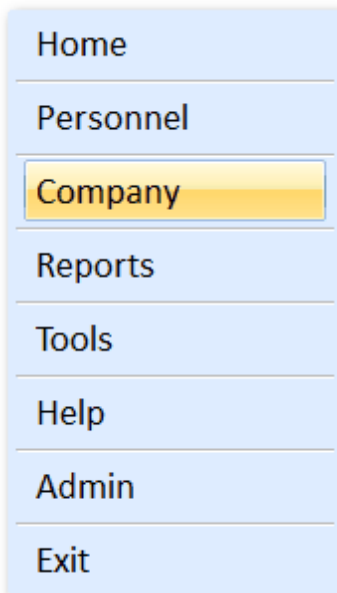 Home
Personnel
Company
Reports
Tools
Help
Admin
Exit